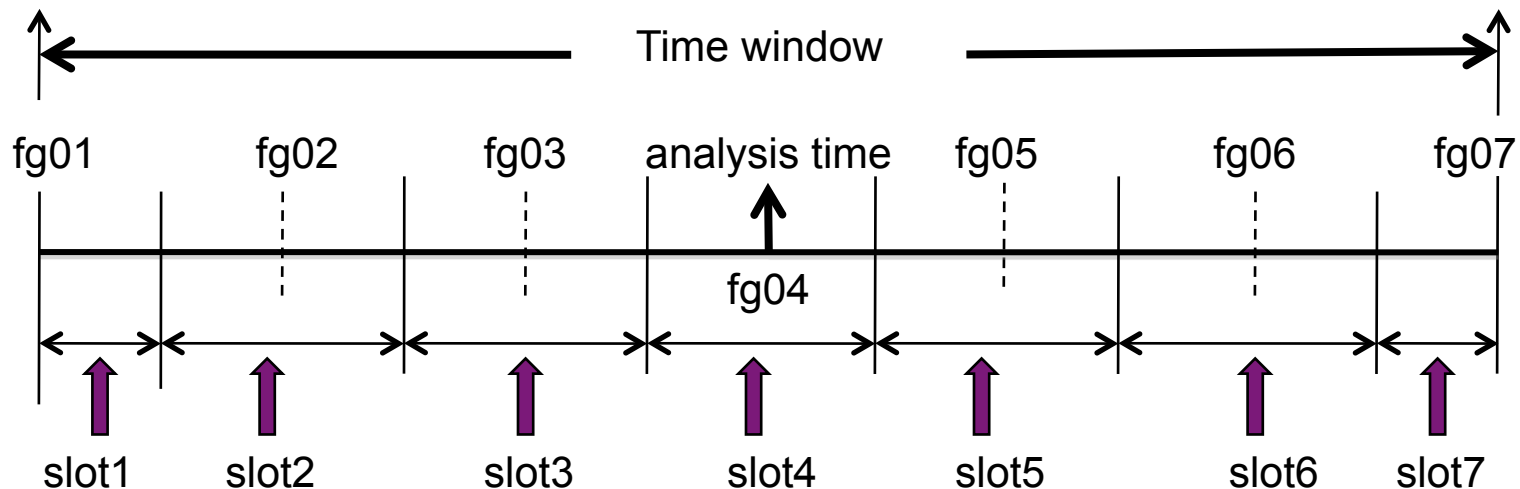 Time window
fg01 fg02 fg03 analysis time fg05 fg06 fg07
fg04
slot1 slot2 slot3 slot4 slot5 slot6 slot7